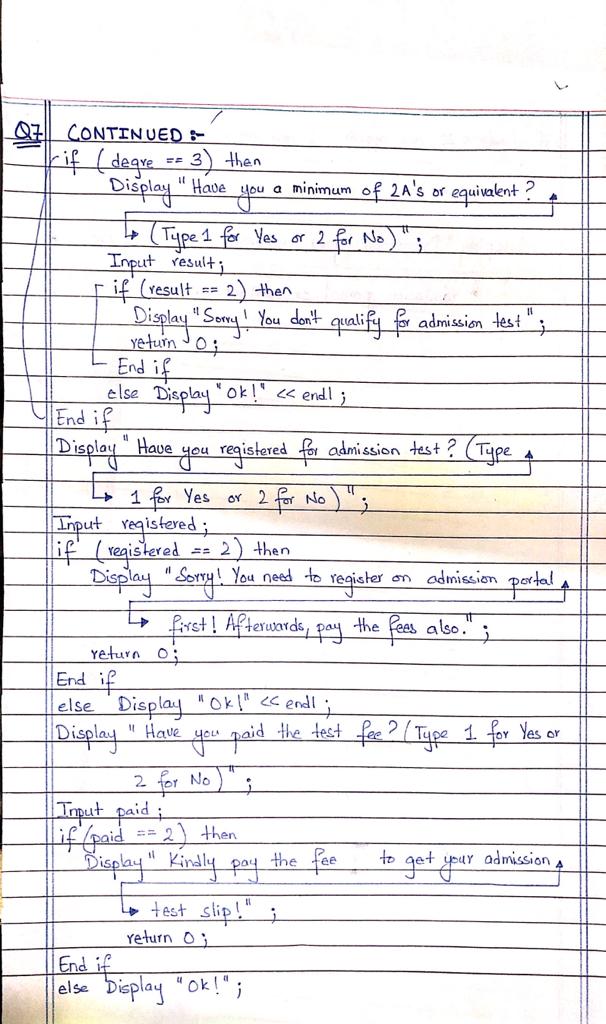 Q7 CONTINUED :-
if (degre == 3) then
Display "Have you a minimum of 2A's or equivalent?
(Type 1 for Yes or 2 for No)";
Input result;
if (result == 2) then
Display "Sorry! You don't qualify for admission test";
return 0;
End if
else Display "Ok!" << endl;
End if
Display "Have you registered for admission test? (Type
1 for Yes or 2 for No)";
Input registered;
if (registered == 2) then
Display "Sorry! You need to register on admission portal
first! Afterwards, pay the fees also.";
return 0;
End if
else Display "Ok!" << endl;
Display "Have you paid the test fee? (Type 1 for Yes or
2 for No)";
Input paid;
if (paid == 2) then
Display "Kindly pay the fee to get your admission
test slip!";
return 0;
End if
else Display "Ok!";